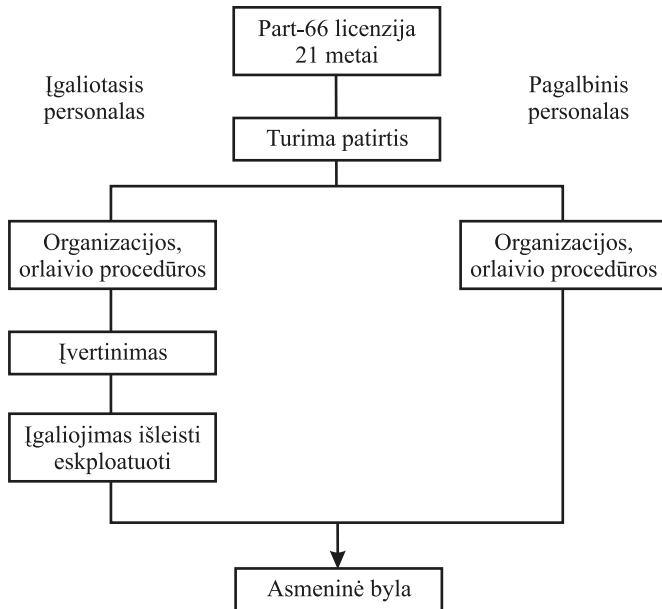 Part-66 licenzija
21 metai
Įgaliotasis
personalas
Pagalbinis
personalas
Turima patirtis
Organizacijos,
orlaivio procedūros
Organizacijos,
orlaivio procedūros
Įvertinimas
Įgaliojimas išleisti
eskploatuoti
Asmeninė byla